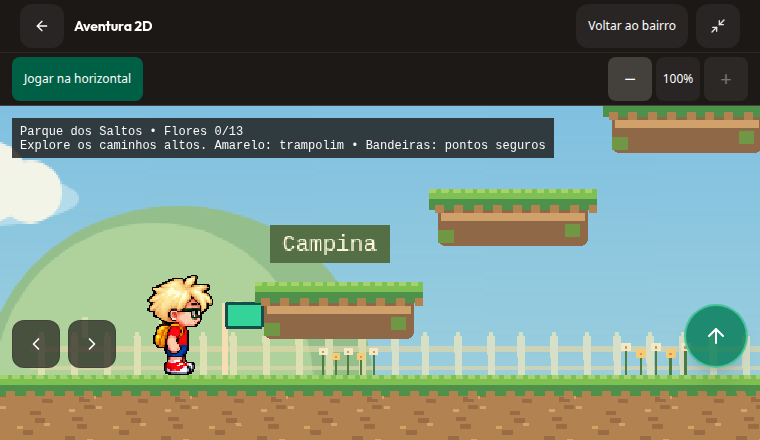 Aventura 2D
Voltar ao bairro
Jogar na horizontal
− 100% +
Parque dos Saltos • Flores 0/13
Explore os caminhos altos. Amarelo: trampolim • Bandeiras: pontos seguros
Campina